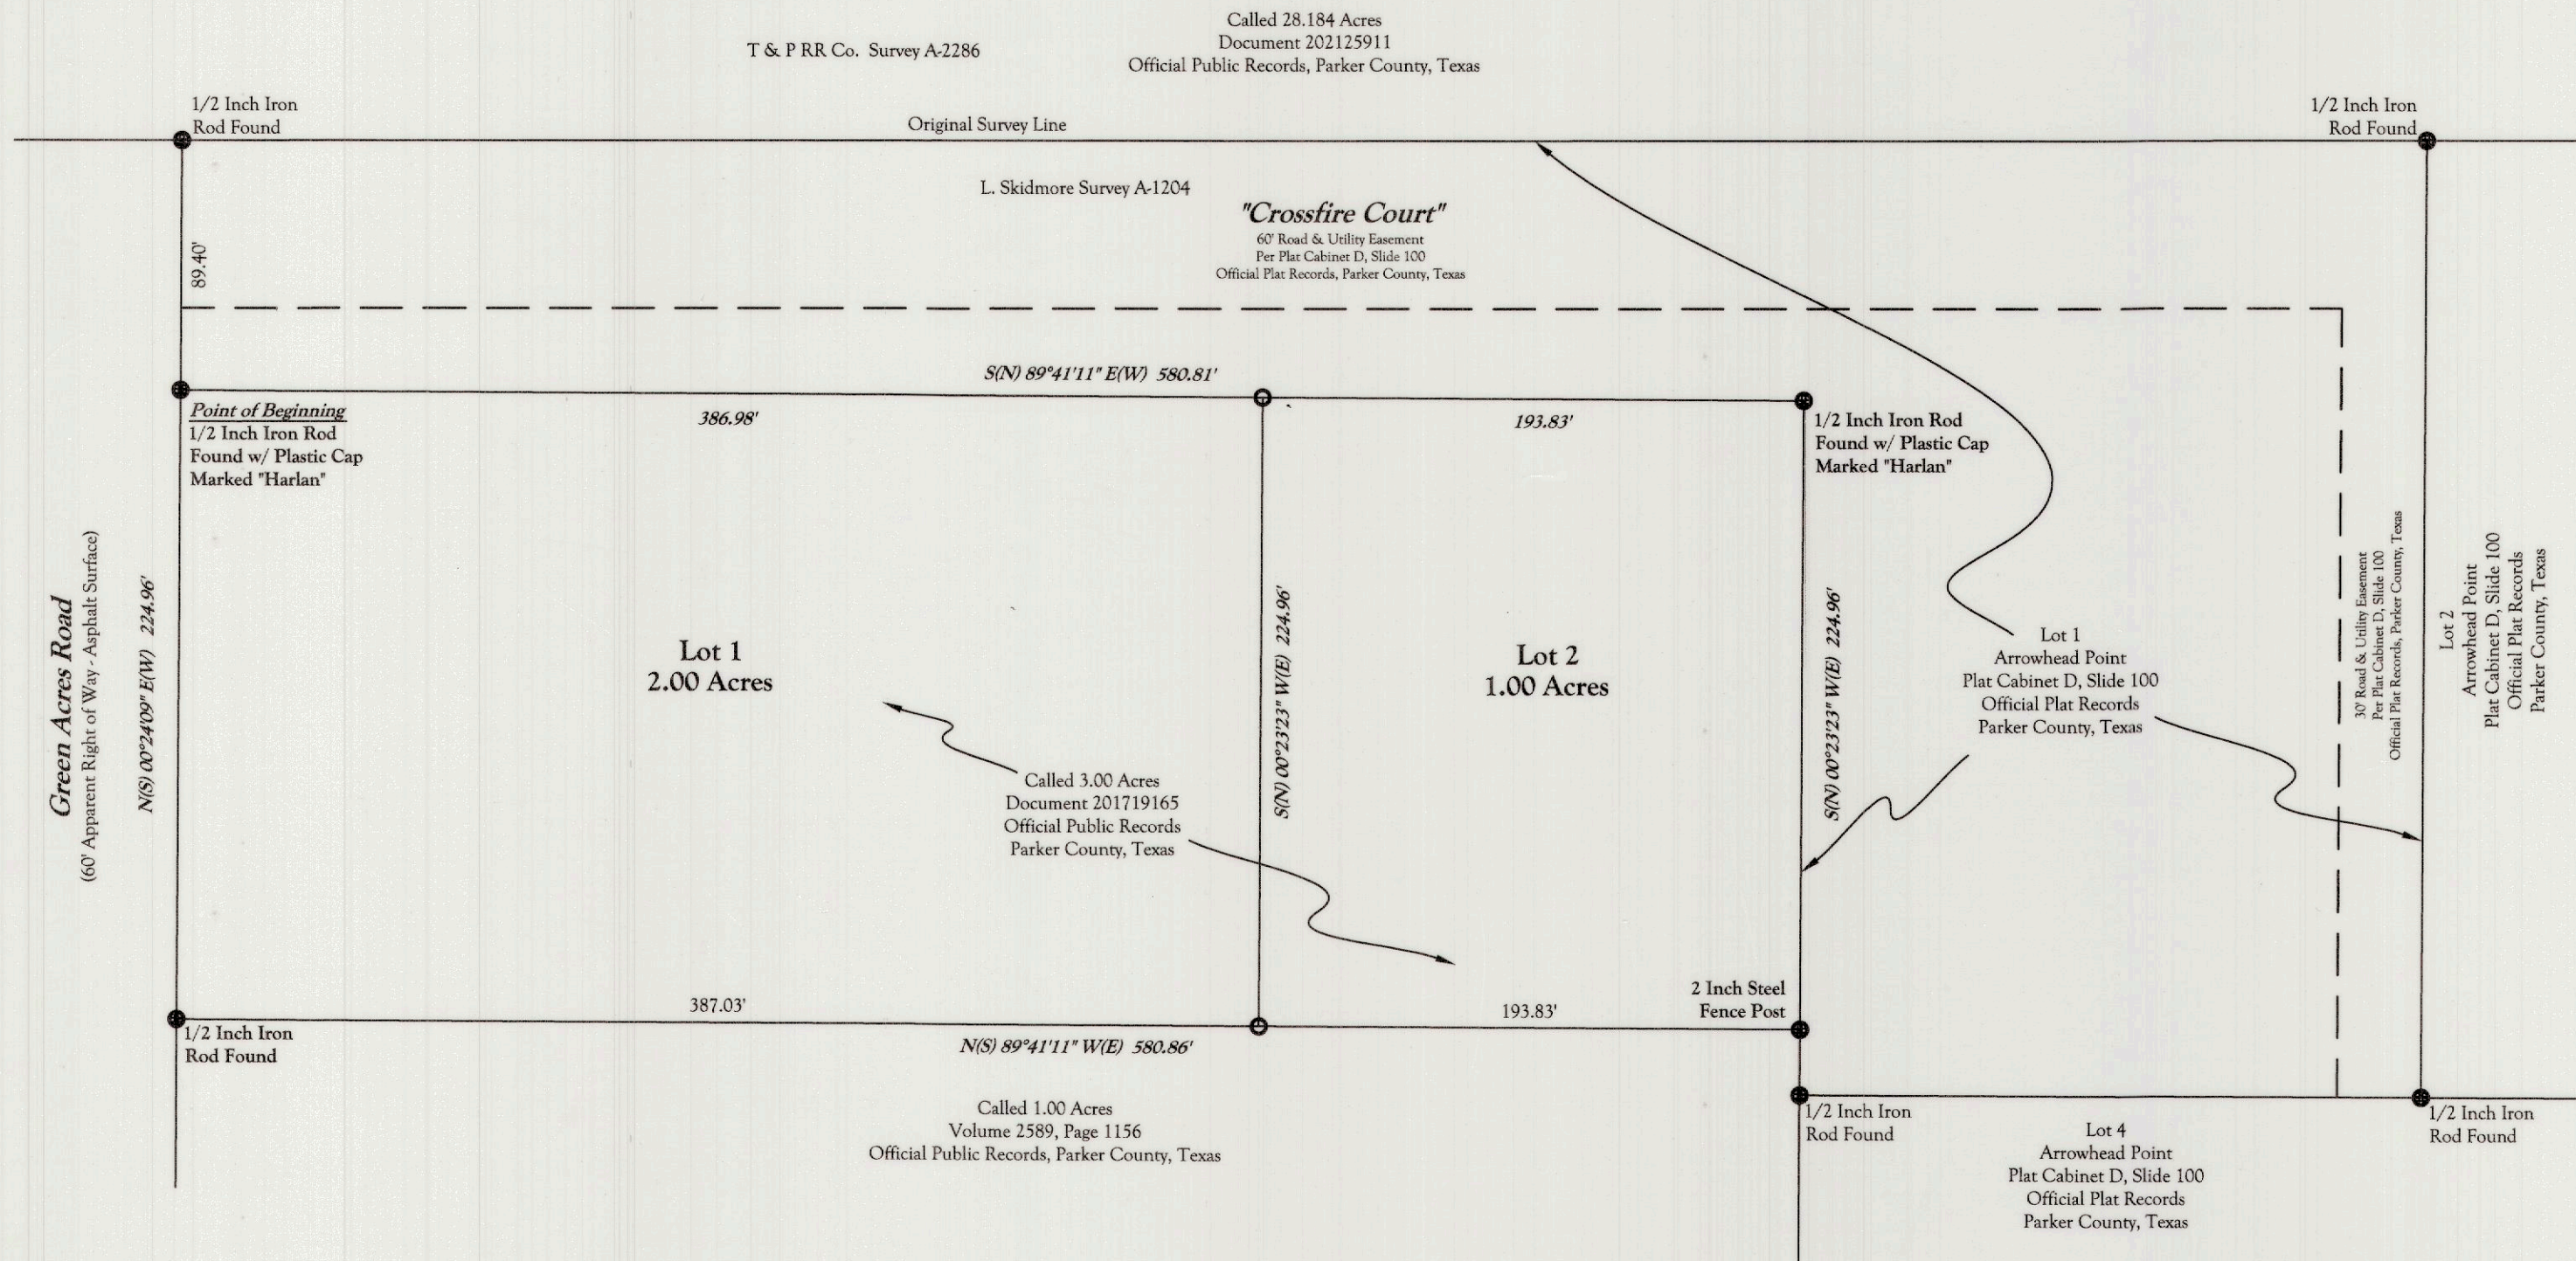 Called 28.184 Acres
Document 202125911
Official Public Records, Parker County, Texas
T & P RR Co. Survey A-2286
1/2 Inch Iron
Rod Found
Original Survey Line
1/2 Inch Iron
Rod Found
L. Skidmore Survey A-1204
"Crossfire Court"
60' Road & Utility Easement
Per Plat Cabinet D, Slide 100
Official Plat Records, Parker County, Texas
89.40'
S(N) 89°41'11" E(W) 580.81'
386.98'
193.83'
Point of Beginning
1/2 Inch Iron Rod
Found w/ Plastic Cap
Marked "Harlan"
1/2 Inch Iron Rod
Found w/ Plastic Cap
Marked "Harlan"
Green Acres Road
(60' Apparent Right of Way - Asphalt Surface)
N(S) 00°24'09" E(W) 224.96'
Lot 1
2.00 Acres
S(N) 00°23'23" W(E) 224.96'
Lot 2
1.00 Acres
S(N) 00°23'23" W(E) 224.96'
Lot 1
Arrowhead Point
Plat Cabinet D, Slide 100
Official Plat Records
Parker County, Texas
30' Road & Utility Easement
Per Plat Cabinet D, Slide 100
Official Plat Records, Parker County, Texas
Lot 2
Arrowhead Point
Plat Cabinet D, Slide 100
Official Plat Records
Parker County, Texas
Called 3.00 Acres
Document 201719165
Official Public Records
Parker County, Texas
387.03'
193.83'
2 Inch Steel
Fence Post
1/2 Inch Iron
Rod Found
N(S) 89°41'11" W(E) 580.86'
Called 1.00 Acres
Volume 2589, Page 1156
Official Public Records, Parker County, Texas
1/2 Inch Iron
Rod Found
1/2 Inch Iron
Rod Found
Lot 4
Arrowhead Point
Plat Cabinet D, Slide 100
Official Plat Records
Parker County, Texas